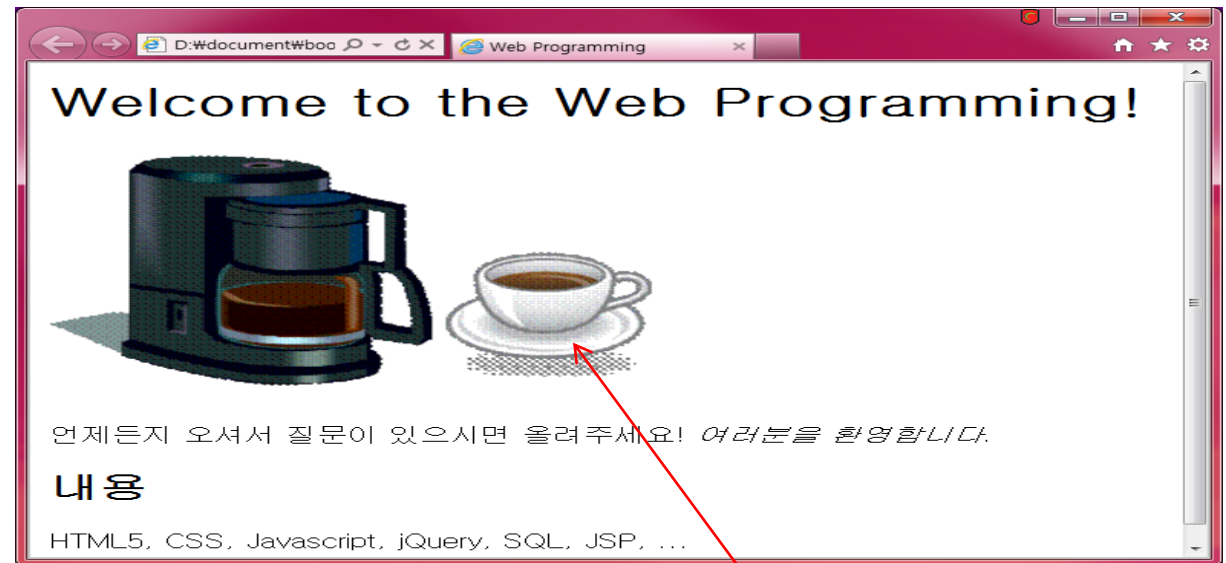 D:₩document₩boo
Web Programming
Welcome to the Web Programming!
언제든지 오셔서 질문이 있으시면 올려주세요! 여러분을 환영합니다.
내용
HTML5, CSS, Javascript, jQuery, SQL, JSP, ...